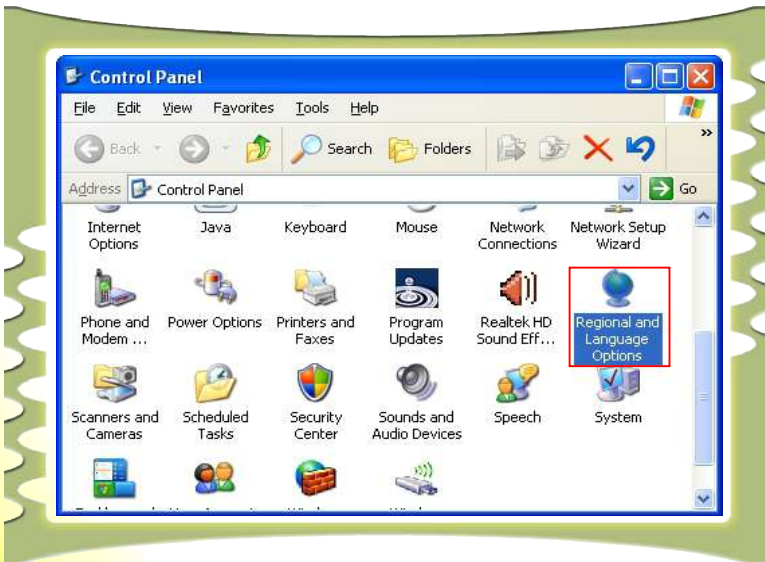 Control Panel
File Edit View Favorites Tools Help
Back Search Folders »
Address Control Panel Go
Internet Options
Java
Keyboard
Mouse
Network Connections
Network Setup Wizard
Phone and Modem ...
Power Options
Printers and Faxes
Program Updates
Realtek HD Sound Eff...
Regional and Language Options
Scanners and Cameras
Scheduled Tasks
Security Center
Sounds and Audio Devices
Speech
System